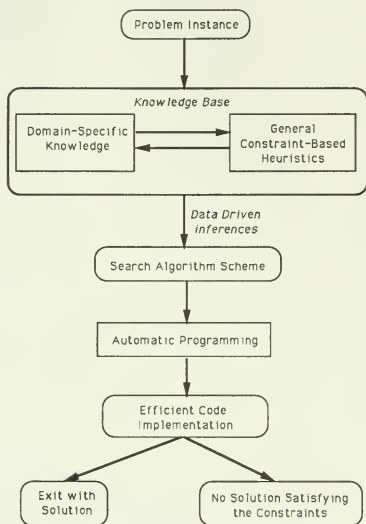 Problem Instance
Knowledge Base
Domain-Specific
Knowledge
General
Constraint-Based
Heuristics
Data Driven
inferences
Search Algorithm Scheme
Automatic Programming
Efficient Code
Implementation
Exit with
Solution
No Solution Satisfying
the Constraints